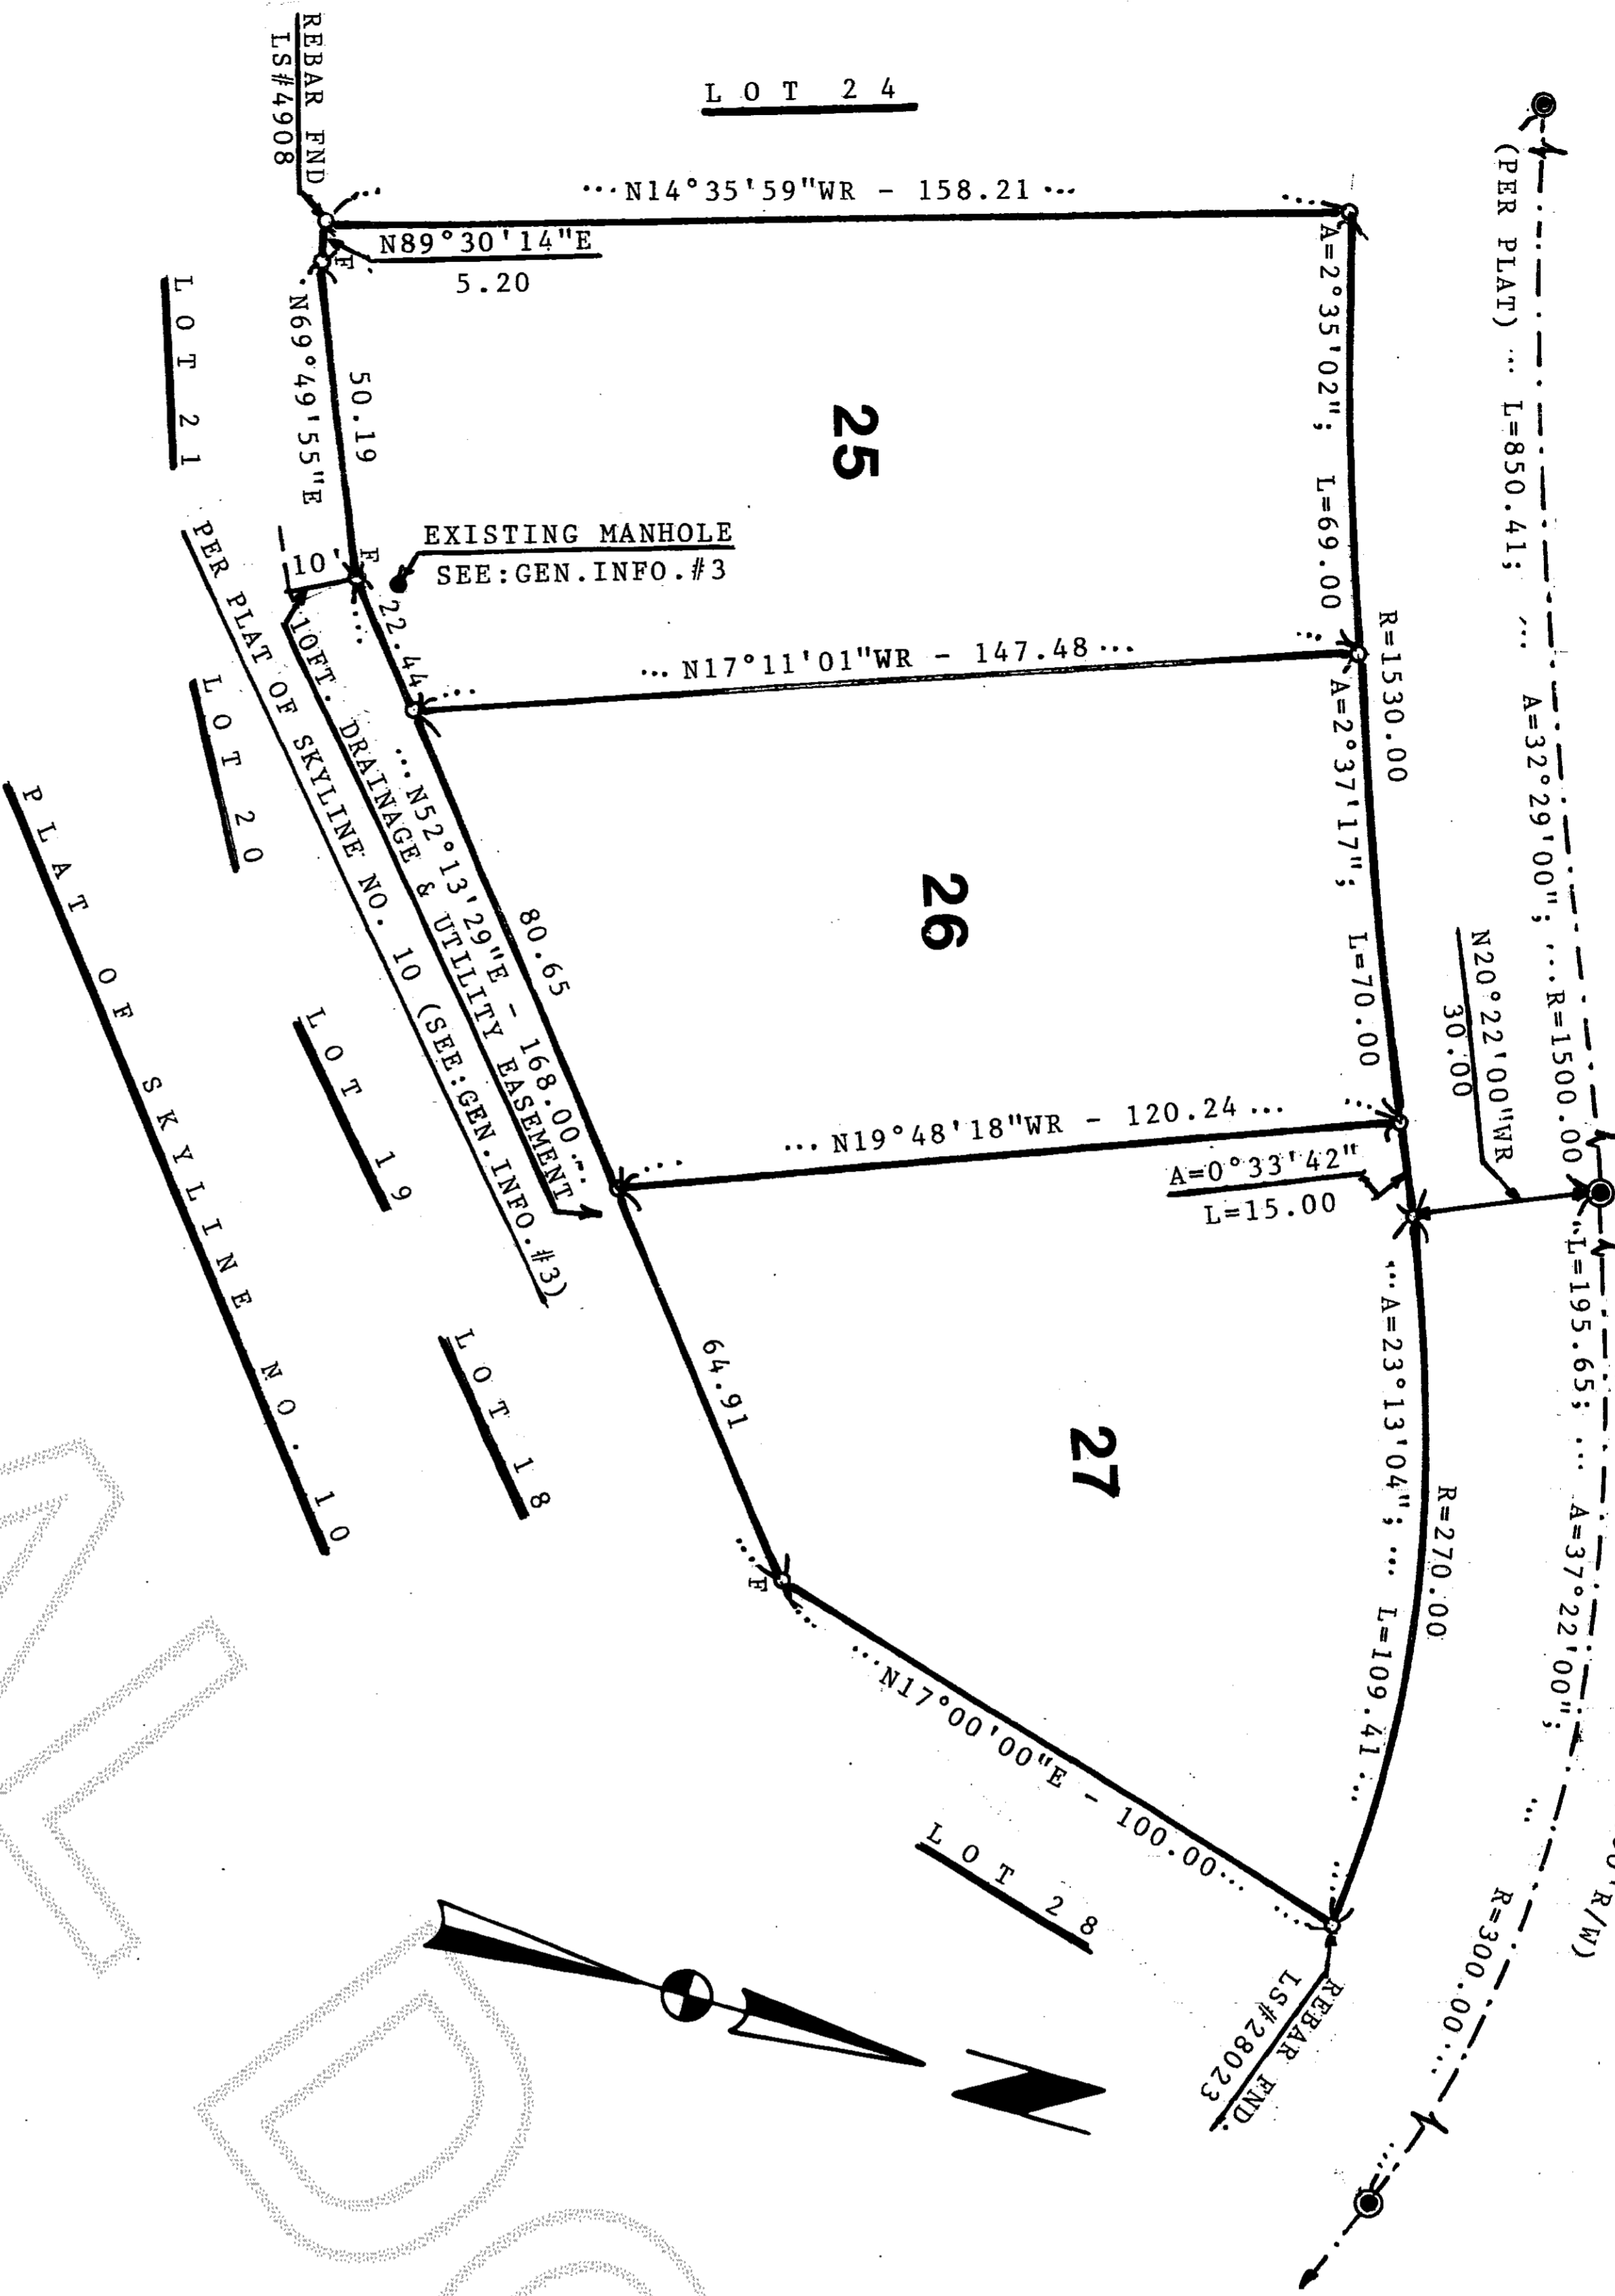 LOT 24
REBAR FND
LS#4908
...N14°35'59"WR - 158.21...
N89°30'14"E
5.20
F
N69°49'55"E
50.19
F
LOT 21
25
A=2°35'02"; L=69.00
(PER PLAT) ... L=850.41; ... A=32°29'00"; ...R=1500.00
EXISTING MANHOLE
SEE:GEN.INFO.#3
10'
22.44
...N17°11'01"WR - 147.48...
R=1530.00
A=2°37'17"; L=70.00
26
80.65
...N52°13'29"E - 168.00...
10FT. DRAINAGE & UTILITY EASEMENT
PER PLAT OF SKYLINE NO. 10 (SEE:GEN.INFO.#3)
LOT 20
LOT 19
LOT 18
PLAT OF SKYLINE NO. 10
N20°22'00"WR
30.00
...N19°48'18"WR - 120.24...
A=0°33'42"
L=15.00
L=195.65; ... A=37°22'00"; ...
R=300.00...
R/W)
27
...A=23°13'04"; ... L=109.41...
R=270.00
64.91
F
...N17°00'00"E - 100.00...
LOT 28
REBAR FND.
LS#28023
N